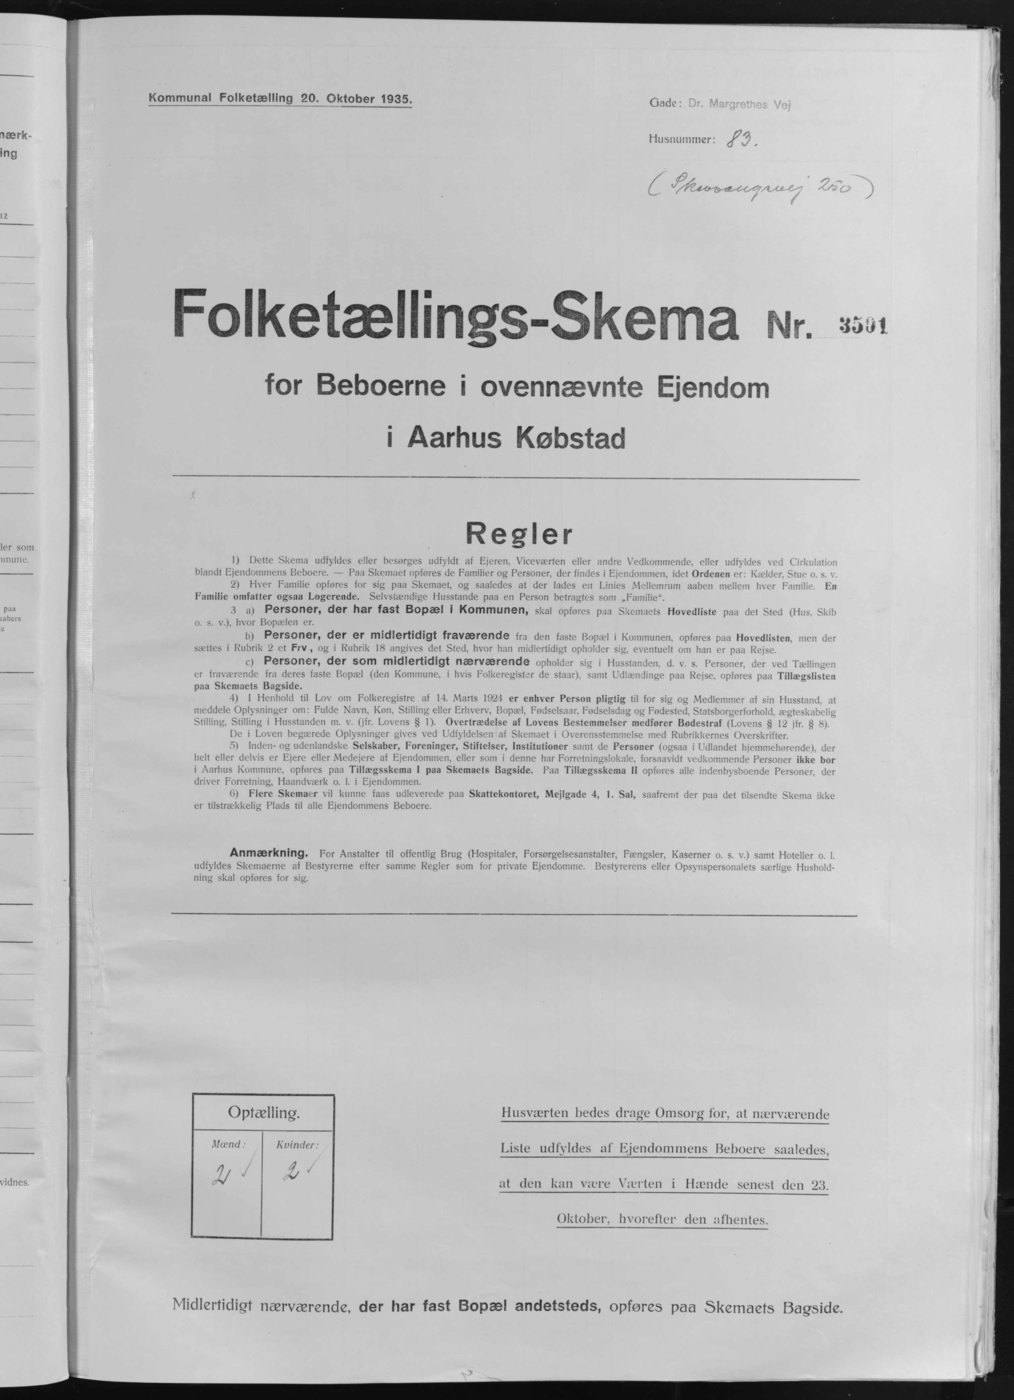 Kommunal Folketælling 20. Oktober 1935.
Gade: Dr. Margrethes Vej
Husnummer: 83.
250)
Folketællings-Skema Nr. 3501
for Beboerne i ovennævnte Ejendom
i Aarhus Købstad
Regler
1) Dette Skema udfyldes eller besørges udfyldt af Ejeren, Viceværten eller andre Vedkommende, eller udfyldes ved Cirkulation
blandt Ejendommens Beboere. — Paa Skemaet opføres de Familier og Personer, der findes i Ejendommen, idet Ordenen er: Kælder, Stue o. s. v.
2) Hver Familie opføres for sig paa Skemaet, og saaledes at der lades en Linies Mellemrum aaben mellem hver Familie. En
Familie omfatter ogsaa Logerende. Selvstændige Husstande paa en Person betragtes som „Familie“.
3 a) Personer, der har fast Bopæl i Kommunen, skal opføres paa Skemaets Hovedliste paa det Sted (Hus, Skib
o. s. v.), hvor Bopælen er.
b) Personer, der er midlertidigt fraværende fra den faste Bopæl i Kommunen, opføres paa Hovedlisten, men der
sættes i Rubrik 2 et Frv, og i Rubrik 18 angives det Sted, hvor han midlertidigt opholder sig, eventuelt om han er paa Rejse.
c) Personer, der som midlertidigt nærværende opholder sig i Husstanden, d. v. s. Personer, der ved Tællingen
er fraværende fra deres faste Bopæl (den Kommune, i hvis Folkeregister de staar), samt Udlændinge paa Rejse, opføres paa Tillægslisten
paa Skemaets Bagside.
4) I Henhold til Lov om Folkeregistre af 14. Marts 1924 er enhver Person pligtig til for sig og Medlemmer af sin Husstand, at
meddele Oplysninger om: Fulde Navn, Køn, Stilling eller Erhverv, Bopæl, Fødselsaar, Fødselsdag og Fødested, Statsborgerforhold, ægteskabelig
Stilling, Stilling i Husstanden m. v. (jfr. Lovens § 1). Overtrædelse af Lovens Bestemmelser medfører Bødestraf (Lovens § 12 jfr. § 8).
De i Loven begærede Oplysninger gives ved Udfyldelsen af Skemaet i Overensstemmelse med Rubrikkernes Overskrifter.
5) Inden- og udenlandske Selskaber, Foreninger, Stiftelser, Institutioner samt de Personer (ogsaa i Udlandet hjemmehørende), der
helt eller delvis er Ejere eller Medejere af Ejendommen, eller som i denne har Forretningslokale, forsaavidt vedkommende Personer ikke bor
i Aarhus Kommune, opføres paa Tillægsskema I paa Skemaets Bagside. Paa Tillægsskema II opføres alle indenbysboende Personer, der
driver Forretning, Haandværk o. l. i Ejendommen.
6) Flere Skemaer vil kunne faas udleverede paa Skattekontoret, Mejlgade 4, 1. Sal, saafremt der paa det tilsendte Skema ikke
er tilstrækkelig Plads til alle Ejendommens Beboere.
Anmærkning. For Anstalter til offentlig Brug (Hospitaler, Forsørgelsesanstalter, Fængsler, Kaserner o. s. v.) samt Hoteller o. l.
udfyldes Skemaerne af Bestyrerne efter samme Regler som for private Ejendomme. Bestyrerens eller Opsynspersonalets særlige Hushold-
ning skal opføres for sig.
Optælling.
Mænd: Kvinder:
2 2
Husværten bedes drage Omsorg for, at nærværende
Liste udfyldes af Ejendommens Beboere saaledes,
at den kan være Værten i Hænde senest den 23.
Oktober, hvorefter den afhentes.
Midlertidigt nærværende, der har fast Bopæl andetsteds, opføres paa Skemaets Bagside.